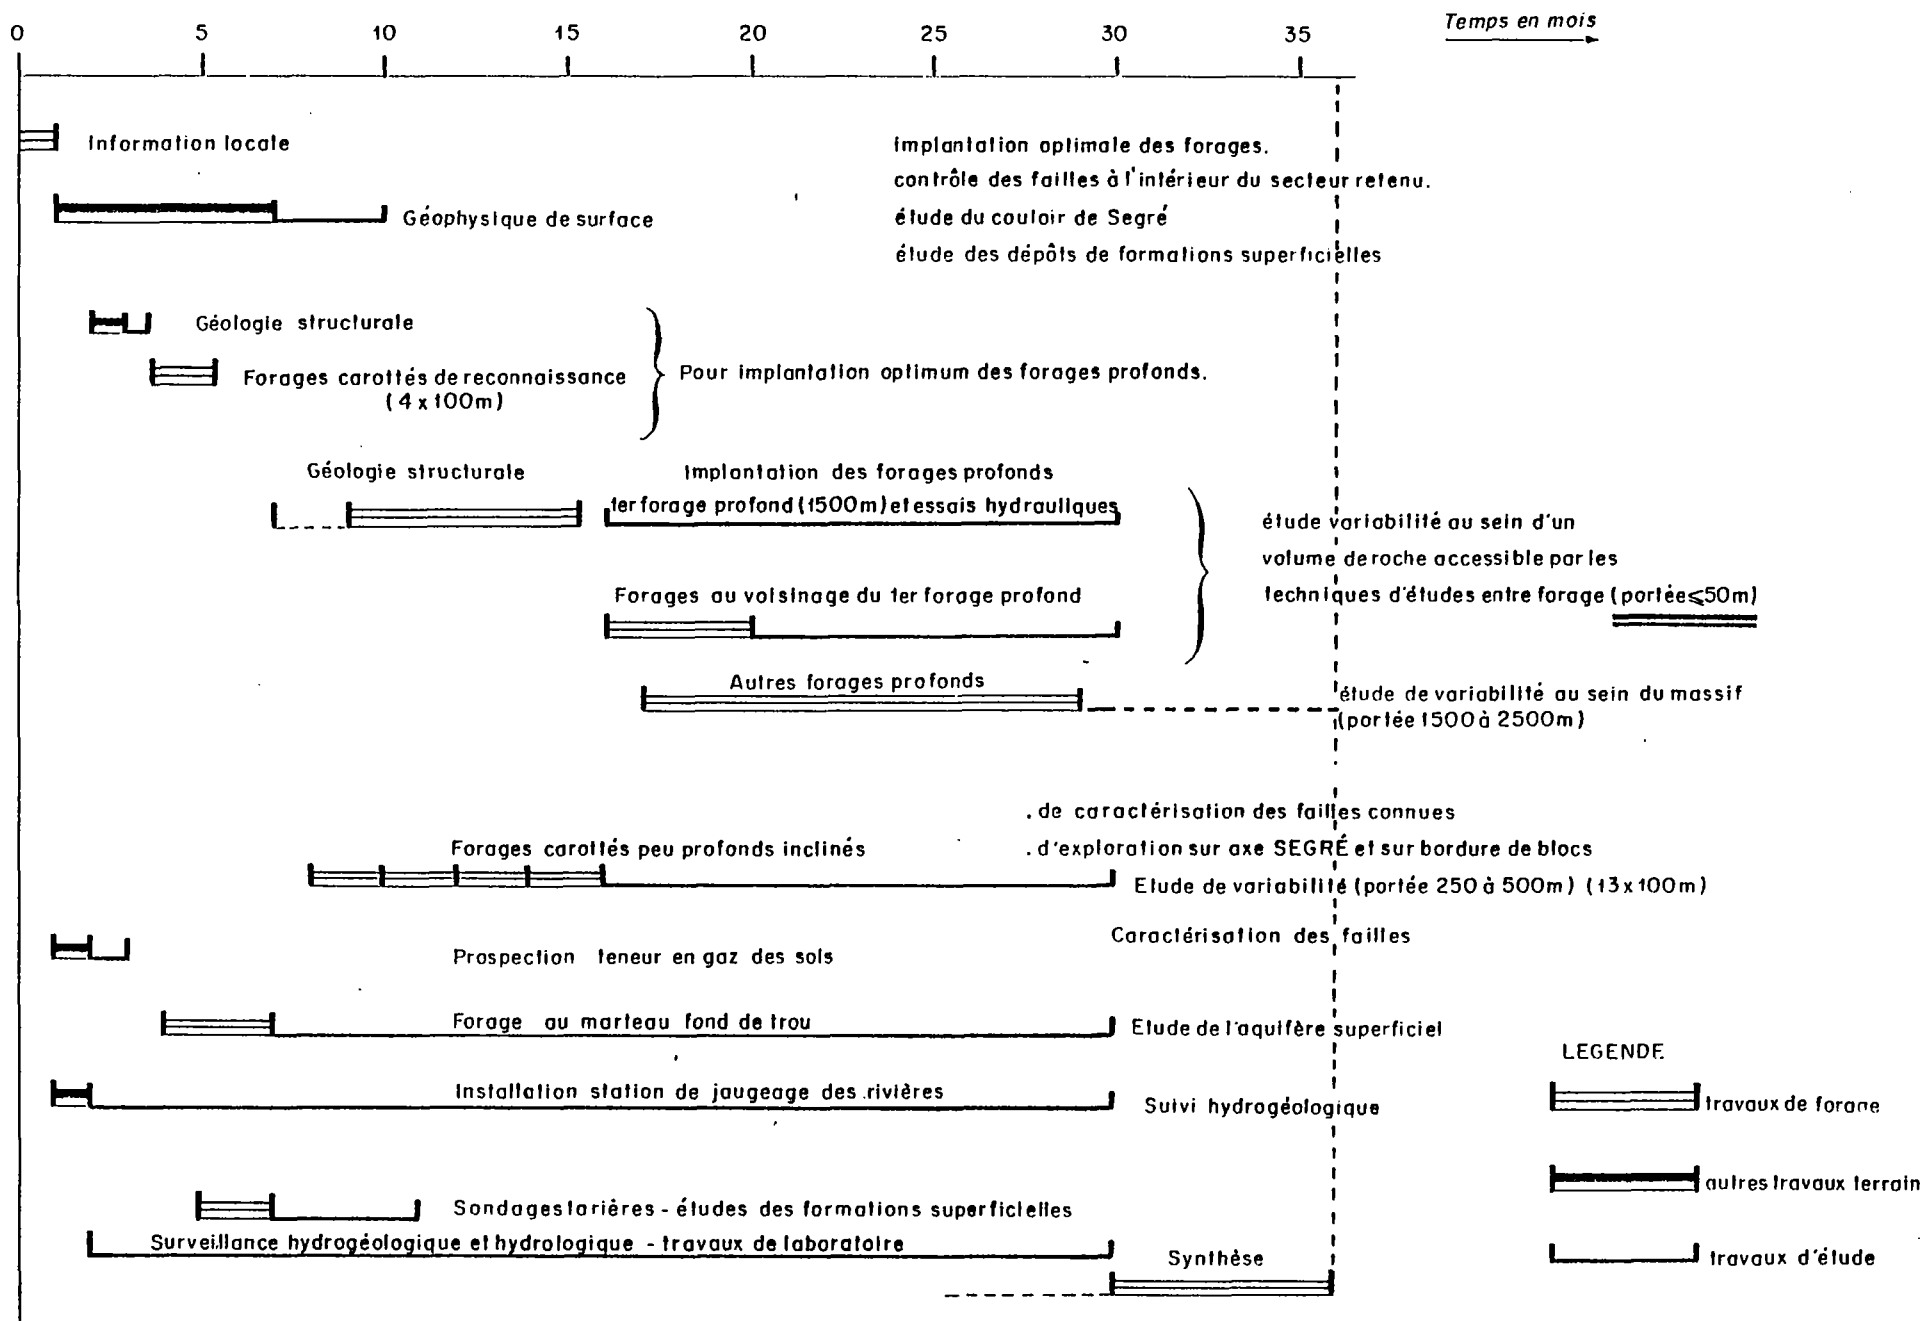 0 5 10 15 20 25 30 35 Temps en mois
Information locale
Implantation optimale des forages.
contrôle des failles à l'intérieur du secteur retenu.
Géophysique de surface
étude du couloir de Segré
étude des dépôts de formations superficielles
Géologie structurale
Forages carottés de reconnaissance
(4 x 100m)
Pour implantation optimum des forages profonds.
Géologie structurale
Implantation des forages profonds
1er forage profond (1500m) et essais hydrauliques
étude variabilité au sein d'un
volume de roche accessible par les
techniques d'études entre forage (portée ⩽ 50m)
Forages au voisinage du 1er forage profond
Autres forages profonds
étude de variabilité au sein du massif
(portée 1500 à 2500m)
. de caractérisation des failles connues
Forages carottés peu profonds inclinés
. d'exploration sur axe SEGRÉ et sur bordure de blocs
Etude de variabilité (portée 250 à 500m) (13 x 100m)
Caractérisation des failles
Prospection teneur en gaz des sols
Forage au marteau fond de trou
Etude de l'aquifère superficiel
Installation station de jaugeage des rivières
Suivi hydrogéologique
LEGENDE
travaux de forage
autres travaux terrain
travaux d'étude
Sondages tarières - études des formations superficielles
Surveillance hydrogéologique et hydrologique - travaux de laboratoire
Synthèse